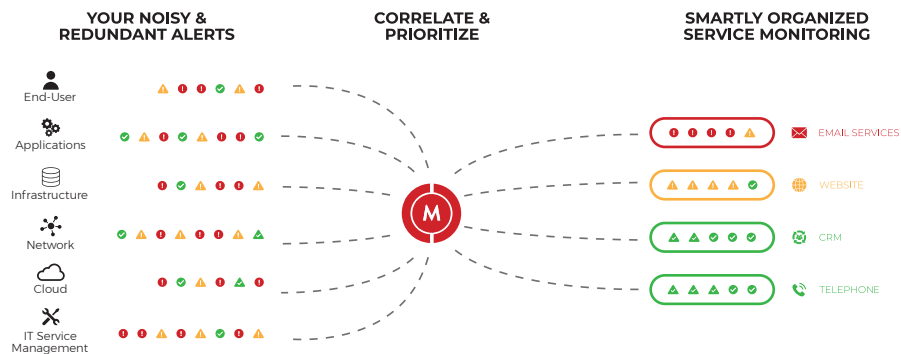 YOUR NOISY &
REDUNDANT ALERTS
CORRELATE &
PRIORITIZE
SMARTLY ORGANIZED
SERVICE MONITORING
End-User
Applications
Infrastructure
Network
Cloud
IT Service
Management
M
EMAIL SERVICES
WEBSITE
CRM
TELEPHONE